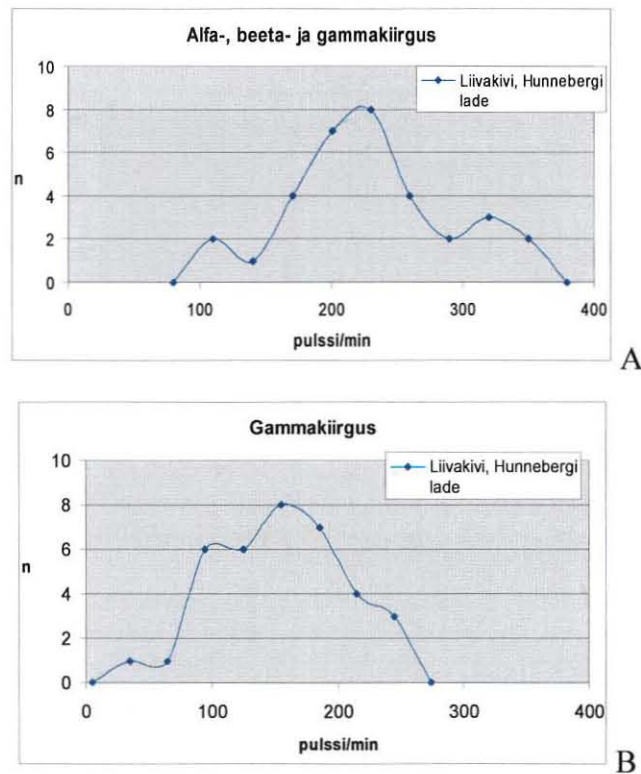 Alfa-, beeta- ja gammakiirgus
10
8
6
4
2
0
n
Liivakivi, Hunnebergi
lade
0 100 200 300 400
pulssi/min
A
Gammakiirgus
10
8
6
4
2
0
n
Liivakivi, Hunnebergi
lade
0 100 200 300 400
pulssi/min
B